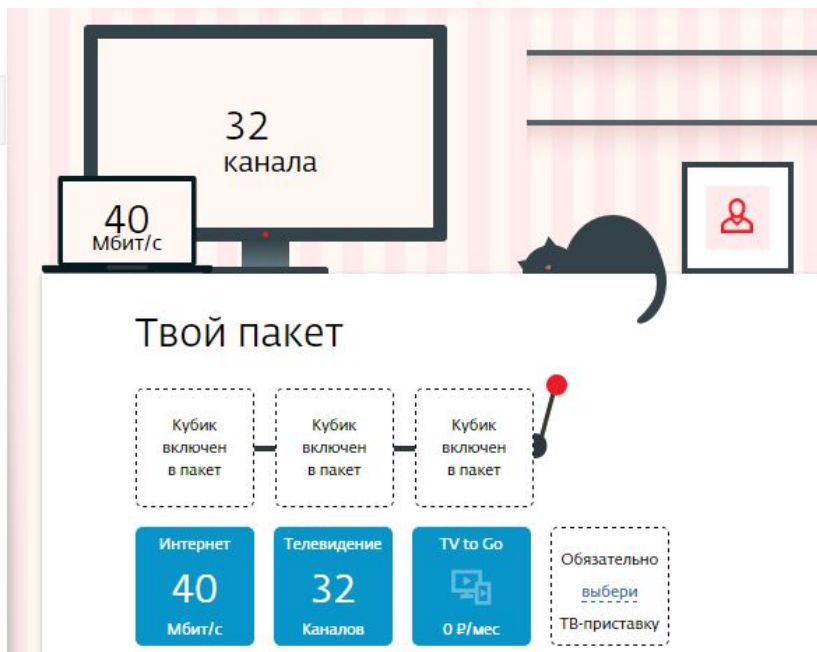 32
канала
40
Мбит/с
Твой пакет
Кубик
включен
в пакет
Кубик
включен
в пакет
Кубик
включен
в пакет
Интернет
40
Мбит/с
Телевидение
32
Каналов
TV to Go
0 ₽/мес
Обязательно
выбери
ТВ-приставку